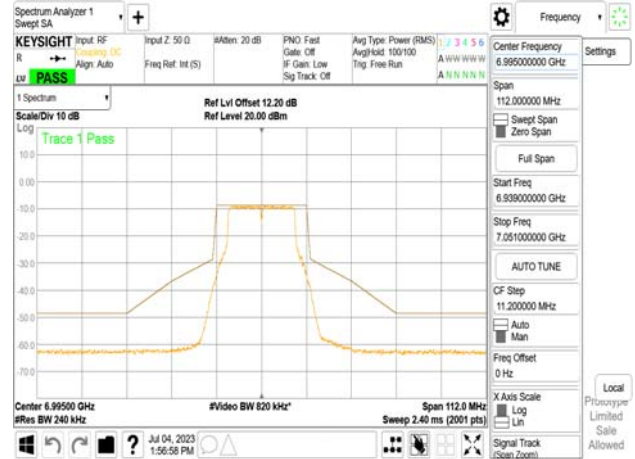 Spectrum Analyzer 1
Swept SA
Frequency
KEYSIGHT
R
LW PASS
Input: RF
Coupling: DC
Align: Auto
Input Z: 50 Ω
Freq Ref: Int (S)
#Atten: 20 dB
PNO: Fast
Gate: Off
IF Gain: Low
Sig Track: Off
Avg Type: Power (RMS)
Avg|Hold: 100/100
Trig: Free Run
1 2 3 4 5 6
A W W W W W
A N N N N N
1 Spectrum
Scale/Div 10 dB
Ref Lvl Offset 12.20 dB
Ref Level 20.00 dBm
Log
Trace 1 Pass
10.0
0.00
-10.0
-20.0
-30.0
-40.0
-50.0
-60.0
-70.0
Center 6.99500 GHz
#Res BW 240 kHz
#Video BW 820 kHz*
Span 112.0 MHz
Sweep 2.40 ms (2001 pts)
Jul 04, 2023
1:56:58 PM
Center Frequency
6.995000000 GHz
Settings
Span
112.000000 MHz
Swept Span
Zero Span
Full Span
Start Freq
6.939000000 GHz
Stop Freq
7.051000000 GHz
AUTO TUNE
CF Step
11.200000 MHz
Auto
Man
Freq Offset
0 Hz
X Axis Scale
Log
Lin
Signal Track
(Span Zoom)
Local
Prototype
Limited
Sale
Allowed